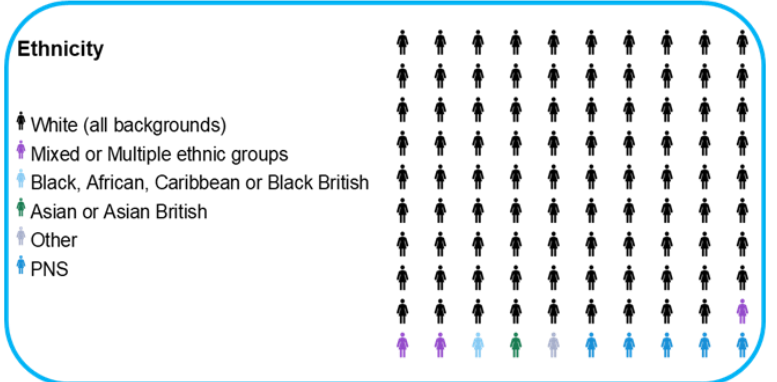 Ethnicity
White (all backgrounds)
Mixed or Multiple ethnic groups
Black, African, Caribbean or Black British
Asian or Asian British
Other
PNS